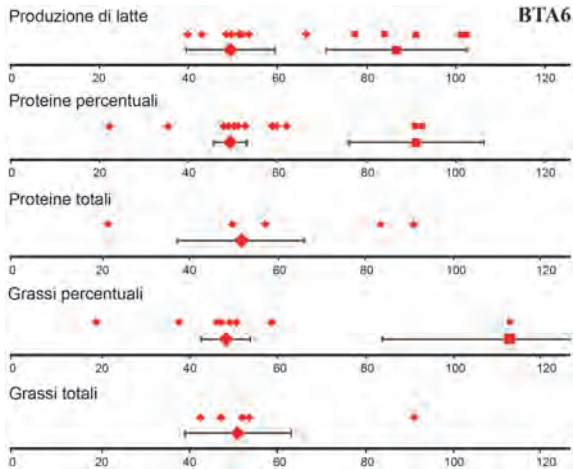 Produzione di latte BTA6
0 20 40 60 80 100 120
Proteine percentuali
0 20 40 60 80 100 120
Proteine totali
0 20 40 60 80 100 120
Grassi percentuali
0 20 40 60 80 100 120
Grassi totali
0 20 40 60 80 100 120